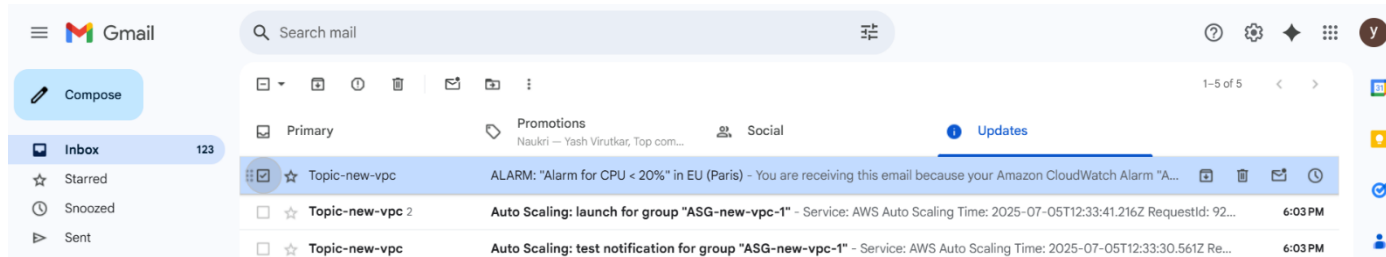 Gmail
Search mail
y
Compose
1–5 of 5
31
Primary
Promotions
Naukri — Yash Virutkar, Top com...
Social
Updates
Inbox 123
Starred
Snoozed
Sent
Topic-new-vpc ALARM: "Alarm for CPU < 20%" in EU (Paris) - You are receiving this email because your Amazon CloudWatch Alarm "A...
Topic-new-vpc 2 Auto Scaling: launch for group "ASG-new-vpc-1" - Service: AWS Auto Scaling Time: 2025-07-05T12:33:41.216Z RequestId: 92... 6:03 PM
Topic-new-vpc Auto Scaling: test notification for group "ASG-new-vpc-1" - Service: AWS Auto Scaling Time: 2025-07-05T12:33:30.561Z Re... 6:03 PM